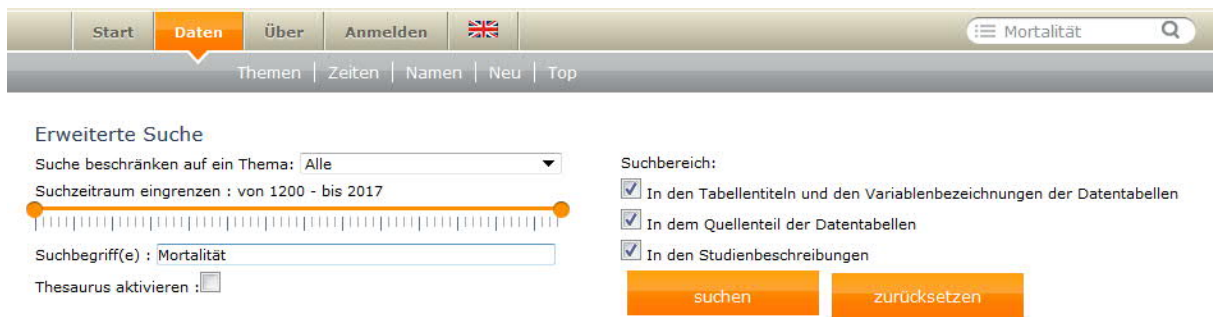 Start Daten Über Anmelden Mortalität
Themen | Zeiten | Namen | Neu | Top
Erweiterte Suche
Suche beschränken auf ein Thema: Alle
Suchzeitraum eingrenzen : von 1200 - bis 2017
Suchbegriff(e) : Mortalität
Thesaurus aktivieren :
Suchbereich:
In den Tabellentiteln und den Variablenbezeichnungen der Datentabellen
In dem Quellenteil der Datentabellen
In den Studienbeschreibungen
suchen zurücksetzen